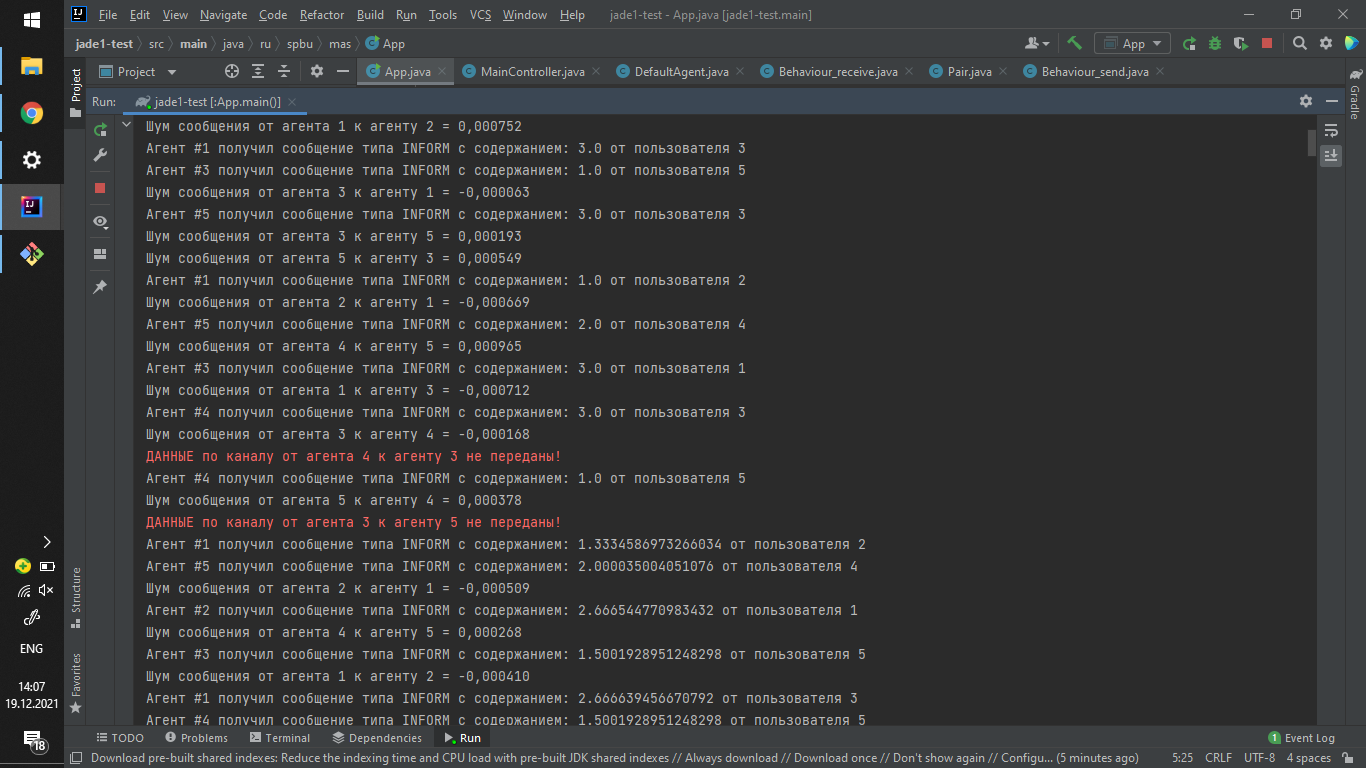 File Edit View Navigate Code Refactor Build Run Tools VCS Window Help jade1-test - App.java [jade1-test.main]
jade1-test src main java ru spbu mas App App
Project App.java MainController.java DefaultAgent.java Behaviour_receive.java Pair.java Behaviour_send.java
Run: jade1-test [:App.main()]
Project
Gradle
Шум сообщения от агента 1 к агенту 2 = 0,000752
Агент #1 получил сообщение типа INFORM с содержанием: 3.0 от пользователя 3
Агент #3 получил сообщение типа INFORM с содержанием: 1.0 от пользователя 5
Шум сообщения от агента 3 к агенту 1 = -0,000063
Агент #5 получил сообщение типа INFORM с содержанием: 3.0 от пользователя 3
Шум сообщения от агента 3 к агенту 5 = 0,000193
Шум сообщения от агента 5 к агенту 3 = 0,000549
Агент #1 получил сообщение типа INFORM с содержанием: 1.0 от пользователя 2
Шум сообщения от агента 2 к агенту 1 = -0,000669
Агент #5 получил сообщение типа INFORM с содержанием: 2.0 от пользователя 4
Шум сообщения от агента 4 к агенту 5 = 0,000965
Агент #3 получил сообщение типа INFORM с содержанием: 3.0 от пользователя 1
Шум сообщения от агента 1 к агенту 3 = -0,000712
Агент #4 получил сообщение типа INFORM с содержанием: 3.0 от пользователя 3
Шум сообщения от агента 3 к агенту 4 = -0,000168
ДАННЫЕ по каналу от агента 4 к агенту 3 не переданы!
Агент #4 получил сообщение типа INFORM с содержанием: 1.0 от пользователя 5
Шум сообщения от агента 5 к агенту 4 = 0,000378
ДАННЫЕ по каналу от агента 3 к агенту 5 не переданы!
Агент #1 получил сообщение типа INFORM с содержанием: 1.3334586973266034 от пользователя 2
Агент #5 получил сообщение типа INFORM с содержанием: 2.000035004051076 от пользователя 4
Шум сообщения от агента 2 к агенту 1 = -0,000509
Агент #2 получил сообщение типа INFORM с содержанием: 2.666544770983432 от пользователя 1
Шум сообщения от агента 4 к агенту 5 = 0,000268
Агент #3 получил сообщение типа INFORM с содержанием: 1.5001928951248298 от пользователя 5
Шум сообщения от агента 1 к агенту 2 = -0,000410
Агент #1 получил сообщение типа INFORM с содержанием: 2.666639456670792 от пользователя 3
Агент #4 получил сообщение типа INFORM с содержанием: 1.5001928951248298 от пользователя 5
Structure
Favorites
ENG
14:07
19.12.2021
18
TODO Problems Terminal Dependencies Run 1 Event Log
Download pre-built shared indexes: Reduce the indexing time and CPU load with pre-built JDK shared indexes // Always download // Download once // Don't show again // Configu... (5 minutes ago) 5:25 CRLF UTF-8 4 spaces